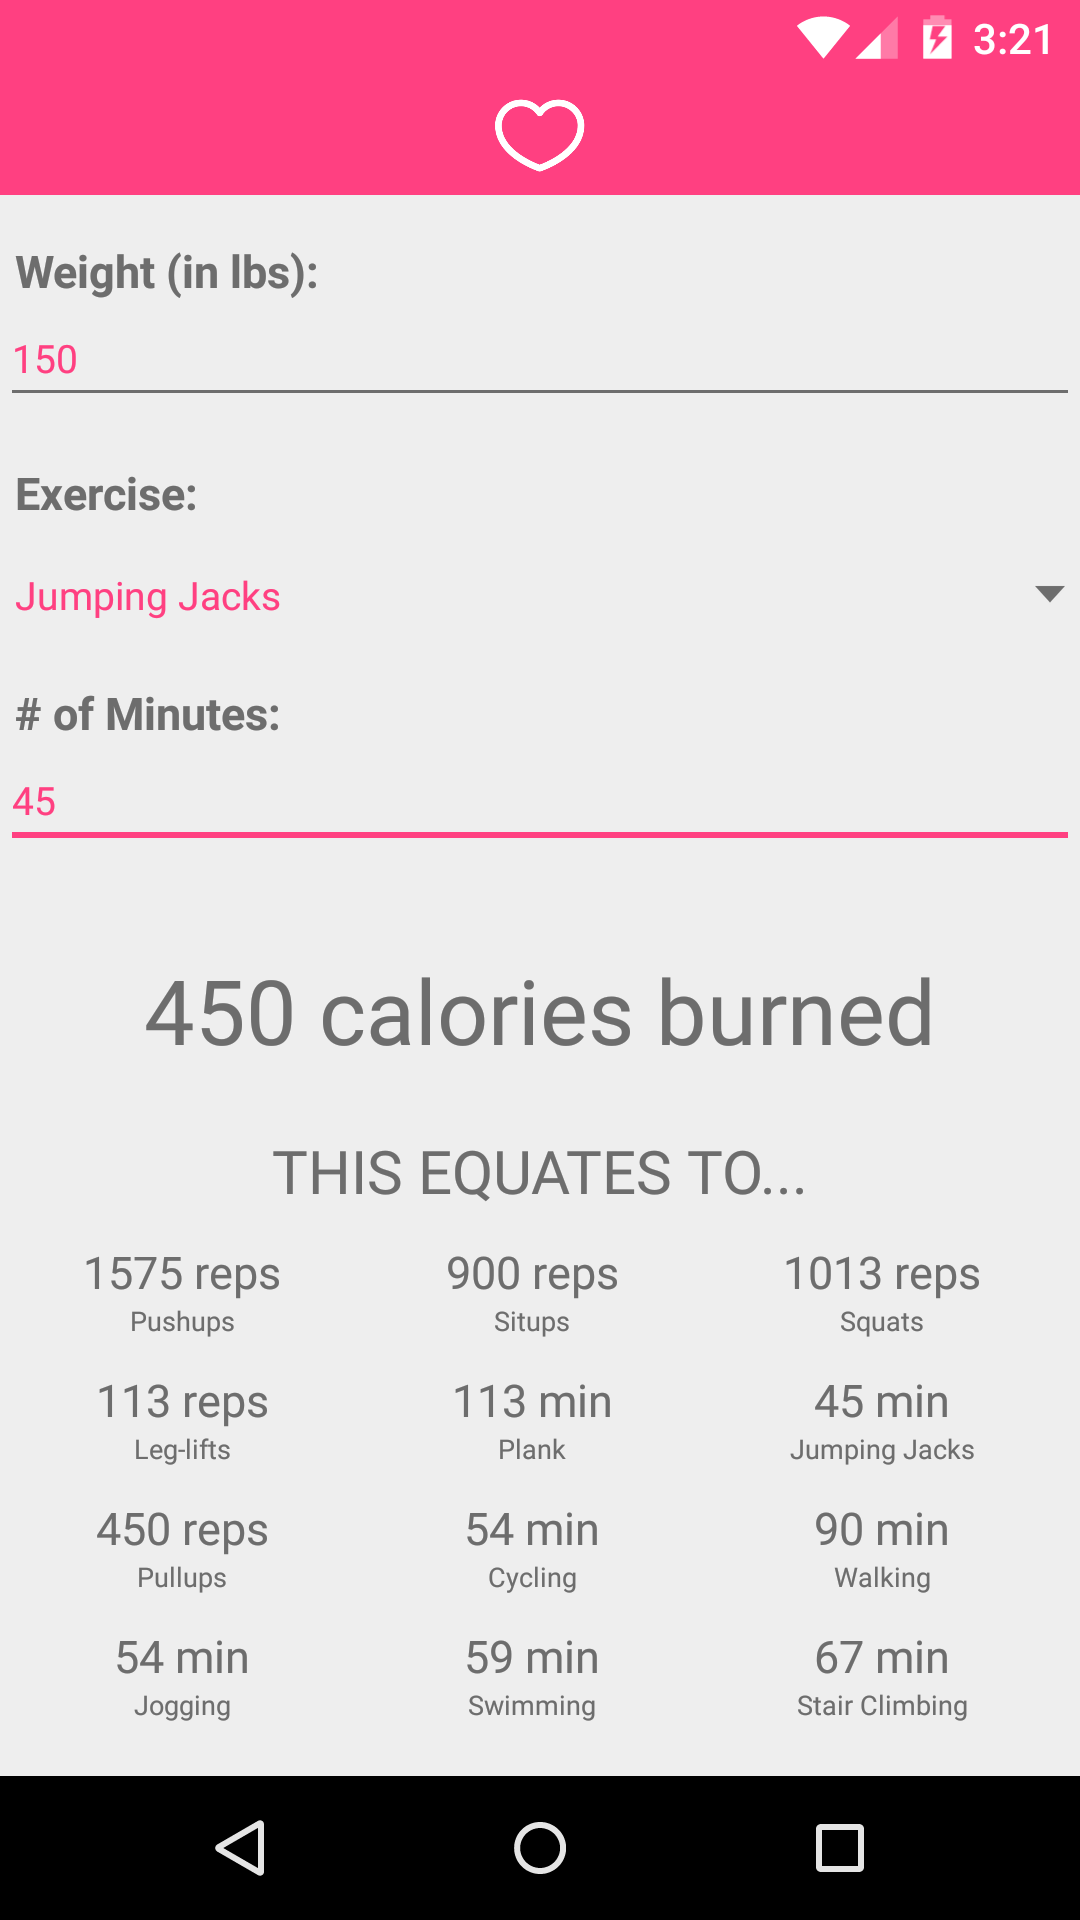 3:21
Weight (in lbs):
150
Exercise:
Jumping Jacks
# of Minutes:
45
450 calories burned
THIS EQUATES TO...
1575 reps 900 reps 1013 reps
Pushups Situps Squats
113 reps 113 min 45 min
Leg-lifts Plank Jumping Jacks
450 reps 54 min 90 min
Pullups Cycling Walking
54 min 59 min 67 min
Jogging Swimming Stair Climbing